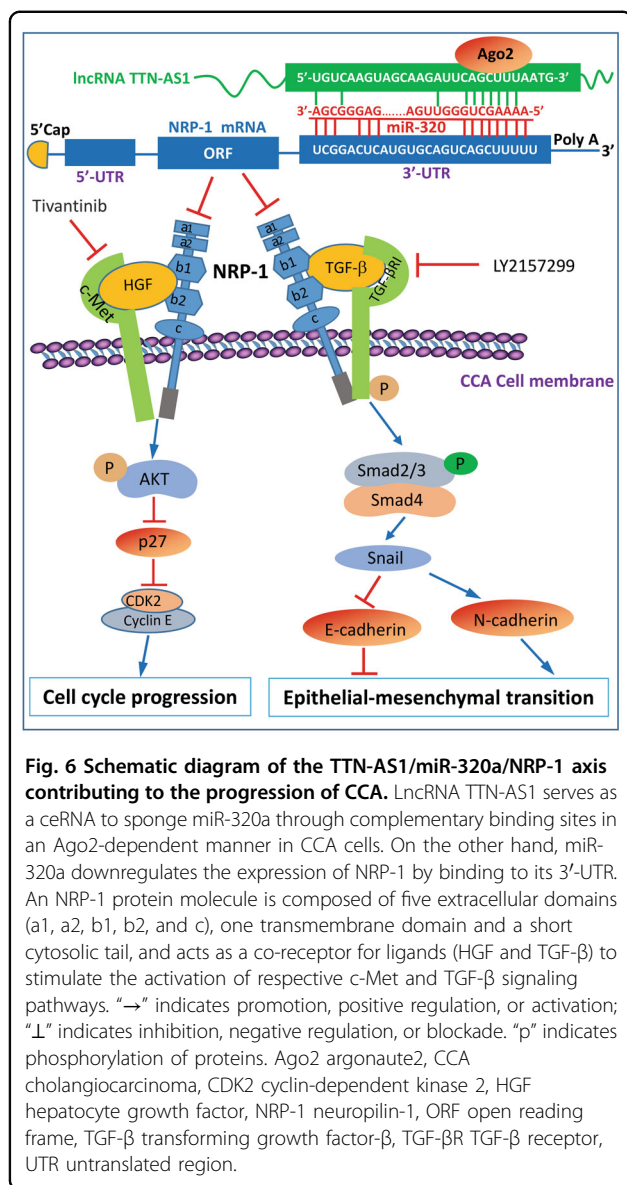 Ago2
lncRNA TTN-AS1
5′-UGUCAAGUAGCAAGAUUCAGCUUUAATG-3′
3′-AGCGGGAG.......AGUUGGGUCGAAAA-5′
miR-320
5′Cap
NRP-1 mRNA
ORF
UCGGACUCAUGUGCAGUCAGCUUUUU
Poly A
3′
5′-UTR
3′-UTR
Tivantinib
a1
a2
b1
b2
c
HGF
c-Met
NRP-1
a1
a2
b1
b2
c
TGF-β
TGF-βRI
LY2157299
CCA Cell membrane
P
P
AKT
p27
CDK2
Cyclin E
Cell cycle progression
Smad2/3
P
Smad4
Snail
E-cadherin
N-cadherin
Epithelial-mesenchymal transition
Fig. 6 Schematic diagram of the TTN-AS1/miR-320a/NRP-1 axis
contributing to the progression of CCA. LncRNA TTN-AS1 serves as
a ceRNA to sponge miR-320a through complementary binding sites in
an Ago2-dependent manner in CCA cells. On the other hand, miR-
320a downregulates the expression of NRP-1 by binding to its 3′-UTR.
An NRP-1 protein molecule is composed of five extracellular domains
(a1, a2, b1, b2, and c), one transmembrane domain and a short
cytosolic tail, and acts as a co-receptor for ligands (HGF and TGF-β) to
stimulate the activation of respective c-Met and TGF-β signaling
pathways. “→” indicates promotion, positive regulation, or activation;
“⊥” indicates inhibition, negative regulation, or blockade. “p” indicates
phosphorylation of proteins. Ago2 argonaute2, CCA
cholangiocarcinoma, CDK2 cyclin-dependent kinase 2, HGF
hepatocyte growth factor, NRP-1 neuropilin-1, ORF open reading
frame, TGF-β transforming growth factor-β, TGF-βR TGF-β receptor,
UTR untranslated region.